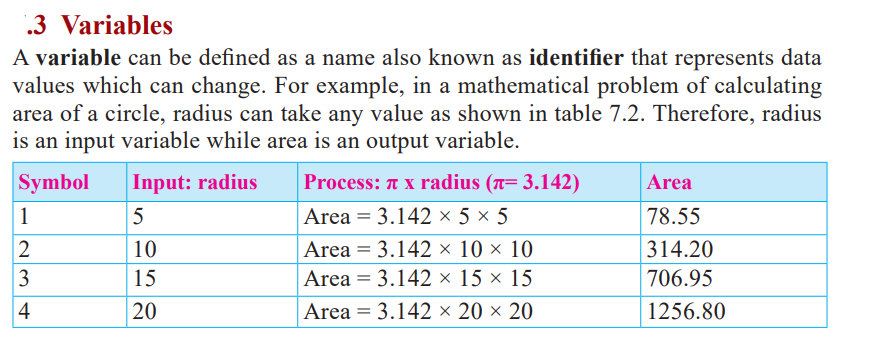 .3 Variables
A variable can be defined as a name also known as identifier that represents data
values which can change. For example, in a mathematical problem of calculating
area of a circle, radius can take any value as shown in table 7.2. Therefore, radius
is an input variable while area is an output variable.
Symbol Input: radius Process: π x radius (π= 3.142) Area
1 5 Area = 3.142 × 5 × 5 78.55
2 10 Area = 3.142 × 10 × 10 314.20
3 15 Area = 3.142 × 15 × 15 706.95
4 20 Area = 3.142 × 20 × 20 1256.80